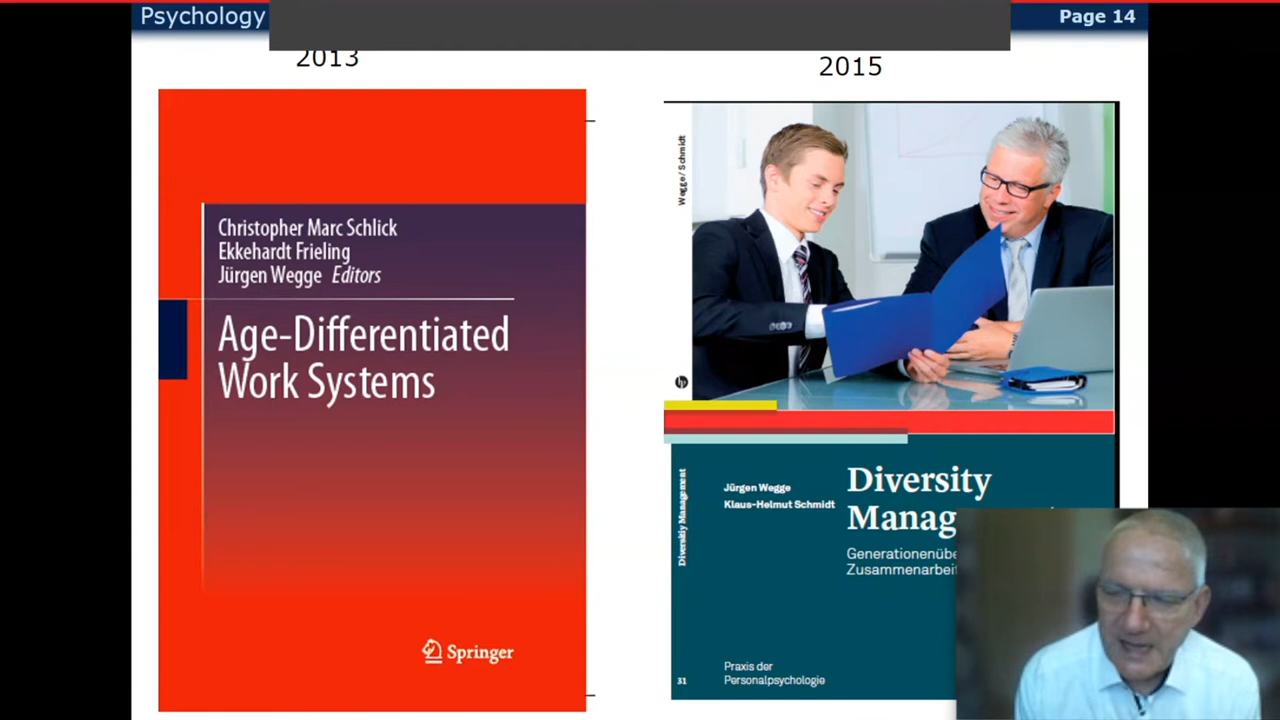 Psychology
Page 14
2013
2015
Christopher Marc Schlick
Ekkehardt Frieling
Jürgen Wegge Editors
Age-Differentiated
Work Systems
Springer
Wegge/Schmidt
Diversity Management
Jürgen Wegge
Klaus-Helmut Schmidt
Diversity
Manag
Generationenübe
Zusammenarbeit
31
Praxis der
Personalpsychologie